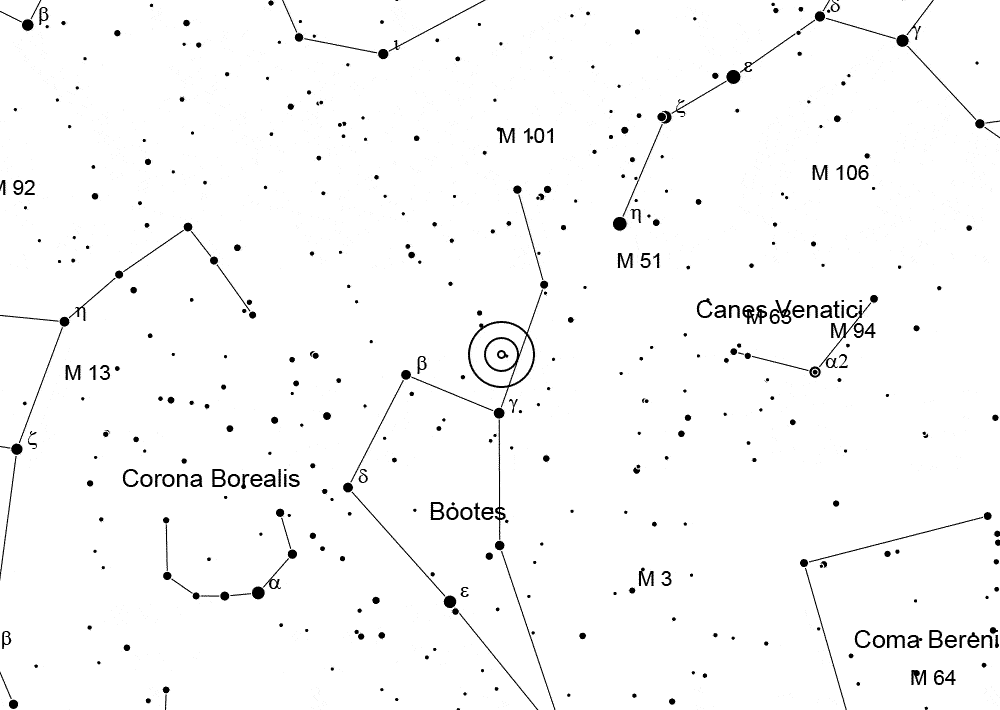 β
ι
δ
γ
ε
ζ
M 101
M 106
M 92
η
M 51
Canes Venatici
M 63
M 94
η
α2
M 13
β
γ
ζ
Corona Borealis
δ
Bootes
α
ε
M 3
β
Coma Bereni
M 64